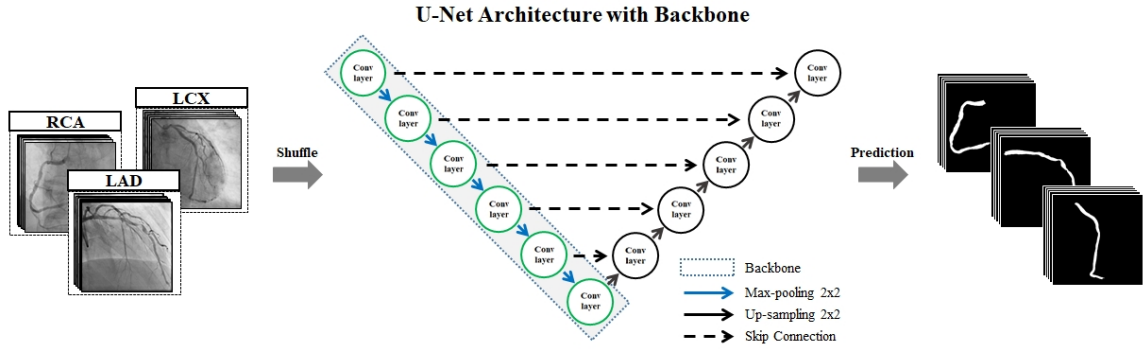 U-Net Architecture with Backbone
LCX
RCA
LAD
Shuffle
Conv
layer
Conv
layer
Conv
layer
Conv
layer
Conv
layer
Conv
layer
Conv
layer
Conv
layer
Conv
layer
Conv
layer
Conv
layer
Prediction
Backbone
Max-pooling 2x2
Up-sampling 2x2
Skip Connection